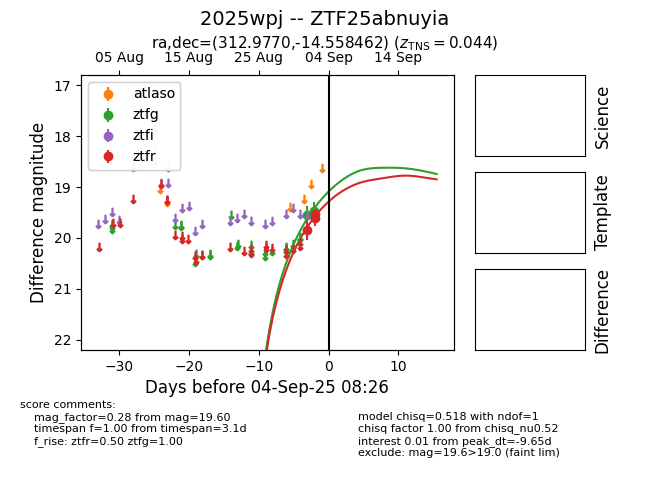 2025wpj -- ZTF25abnuyia
ra,dec=(312.9770,-14.558462) (z_TNS = 0.044)
05 Aug 15 Aug 25 Aug 04 Sep 14 Sep
atlaso
ztfg
ztfi
ztfr
17
18
19
20
21
22
Difference magnitude
−30 −20 −10 0 10
Days before 04-Sep-25 08:26
Science
Template
Difference
score comments:
mag_factor=0.28 from mag=19.60
timespan f=1.00 from timespan=3.1d
f_rise: ztfr=0.50 ztfg=1.00
model chisq=0.518 with ndof=1
chisq factor 1.00 from chisq_nu0.52
interest 0.01 from peak_dt=-9.65d
exclude: mag=19.6>19.0 (faint lim)